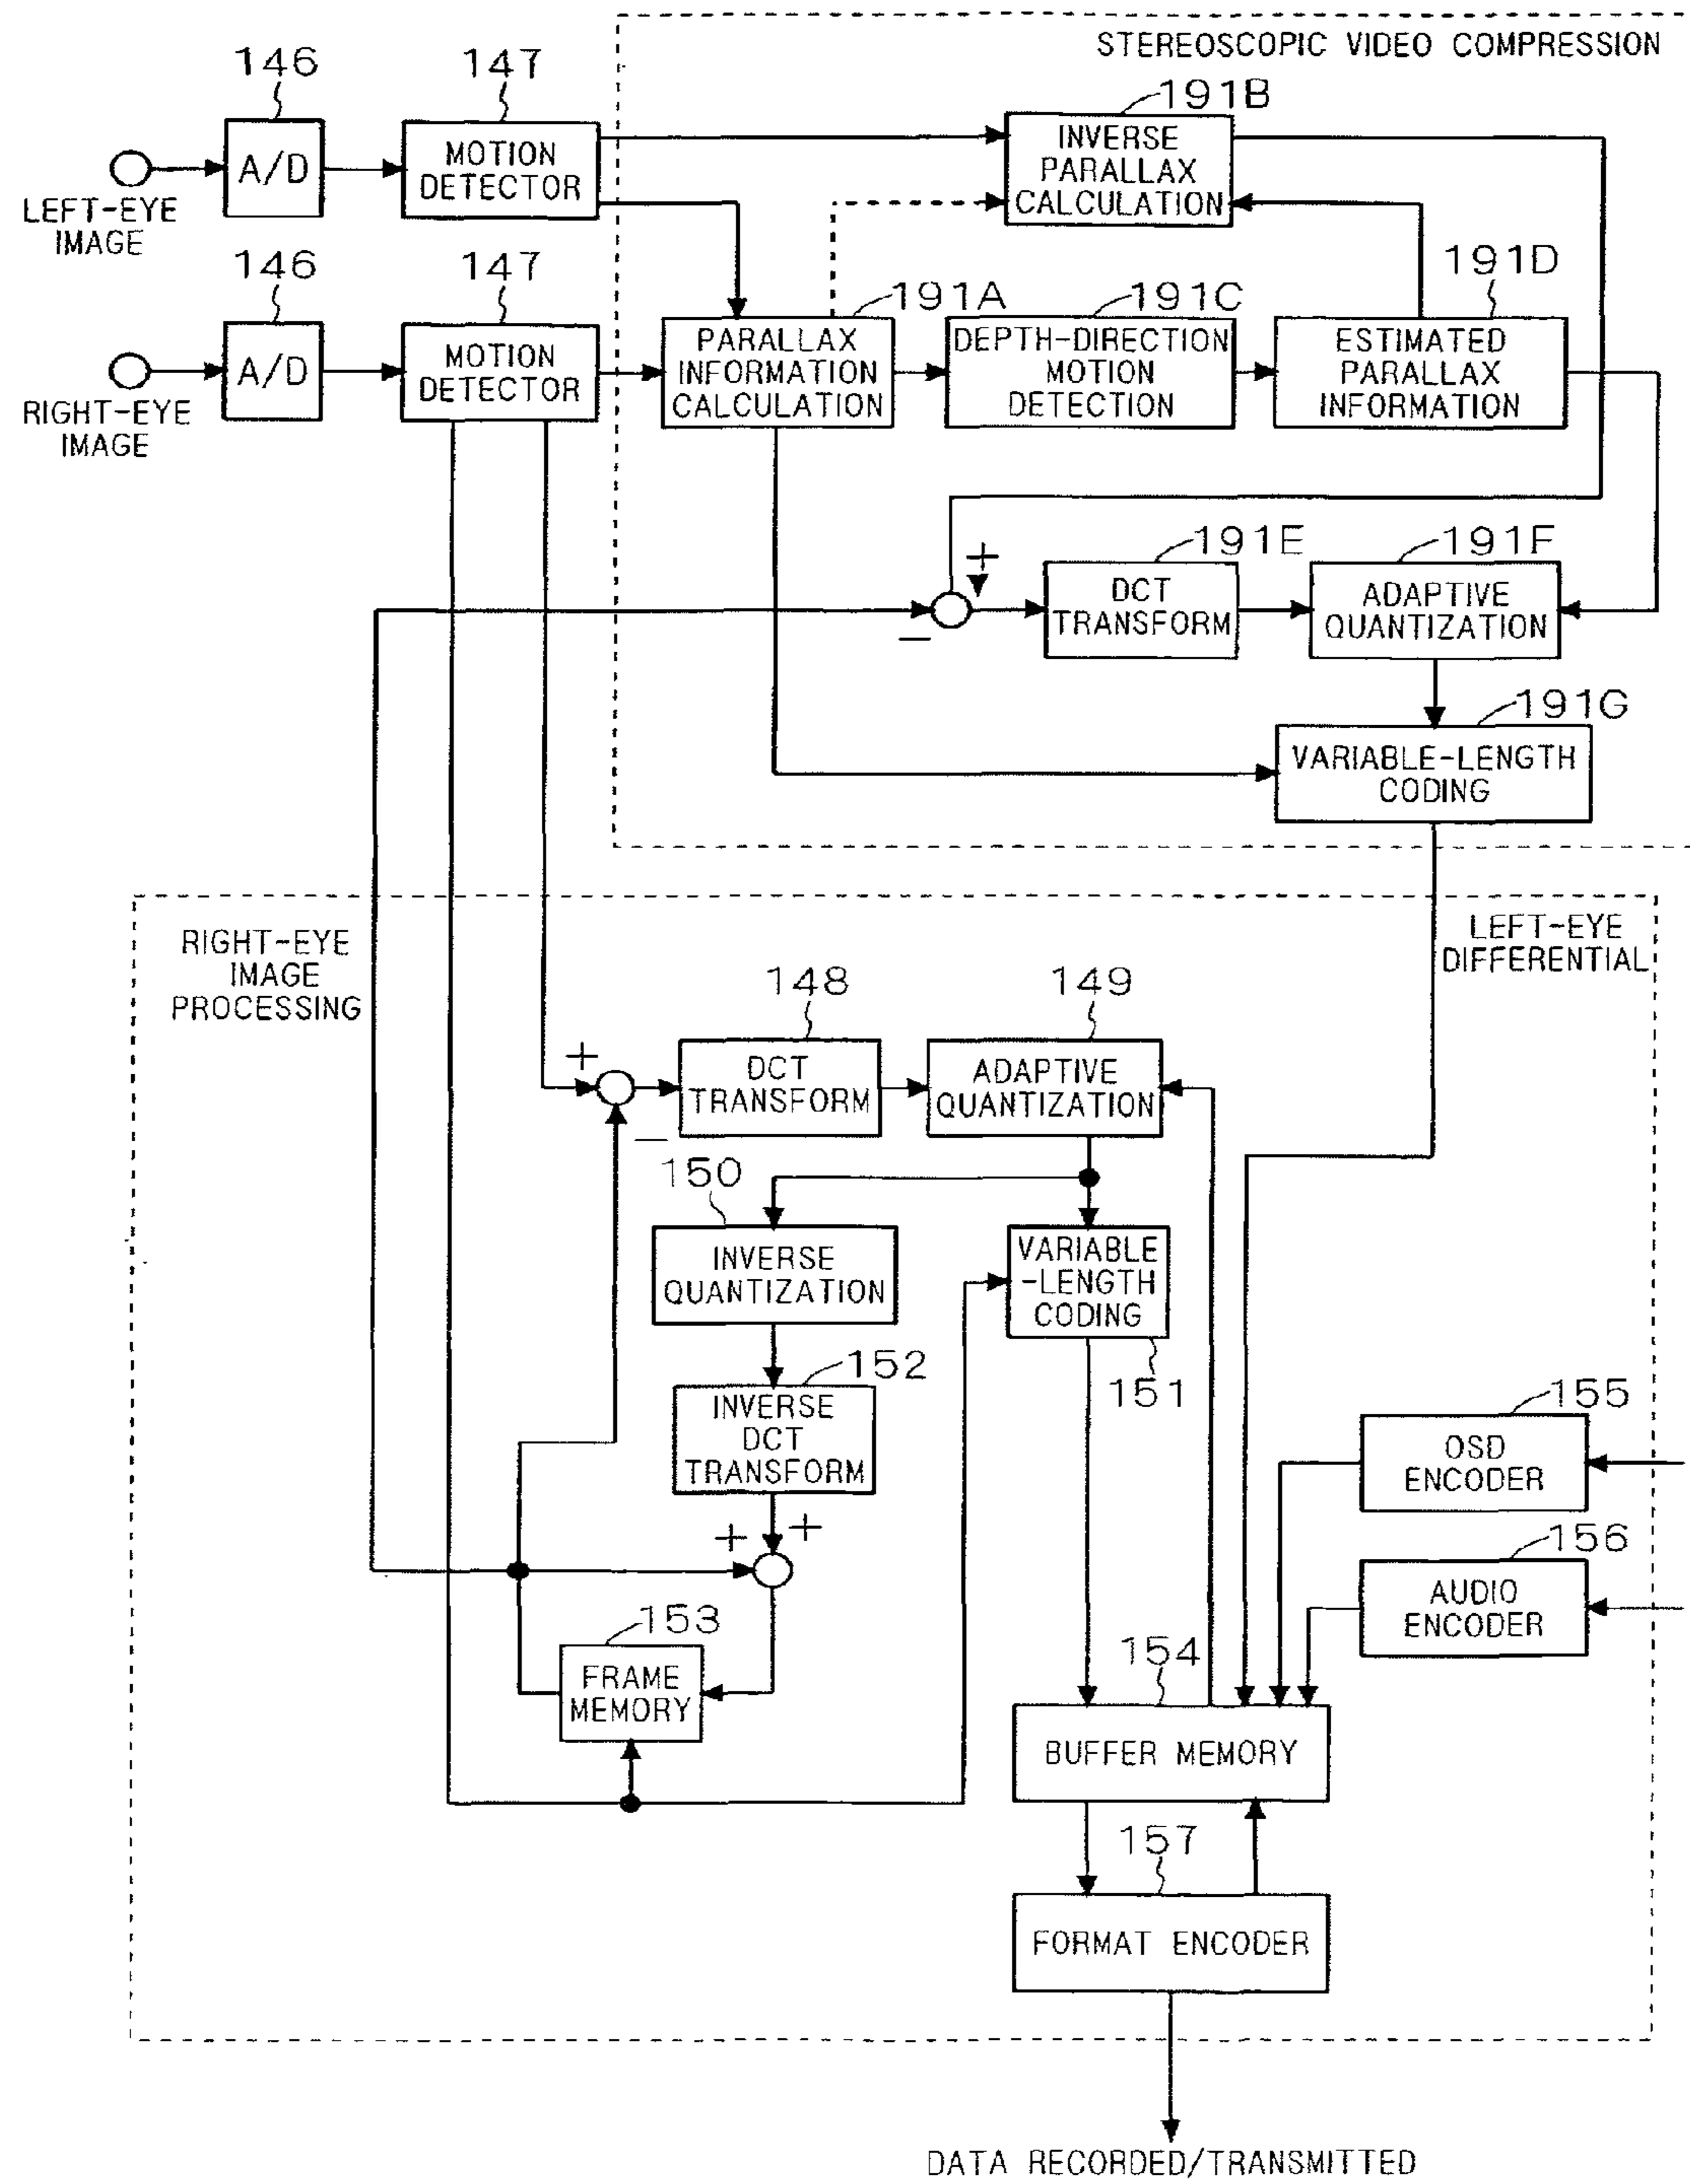 STEREOSCOPIC VIDEO COMPRESSION
146
147
191B
A/D
MOTION
DETECTOR
INVERSE
PARALLAX
CALCULATION
LEFT-EYE
IMAGE
146
147
191A
191C
191D
A/D
MOTION
DETECTOR
PARALLAX
INFORMATION
CALCULATION
DEPTH-DIRECTION
MOTION
DETECTION
ESTIMATED
PARALLAX
INFORMATION
RIGHT-EYE
IMAGE
+
−
191E
191F
DCT
TRANSFORM
ADAPTIVE
QUANTIZATION
191G
VARIABLE-LENGTH
CODING
RIGHT-EYE
IMAGE
PROCESSING
LEFT-EYE
DIFFERENTIAL
148
149
+
−
DCT
TRANSFORM
ADAPTIVE
QUANTIZATION
150
INVERSE
QUANTIZATION
VARIABLE
-LENGTH
CODING
151
152
INVERSE
DCT
TRANSFORM
+ +
155
OSD
ENCODER
156
AUDIO
ENCODER
153
FRAME
MEMORY
154
BUFFER MEMORY
157
FORMAT ENCODER
DATA RECORDED/TRANSMITTED